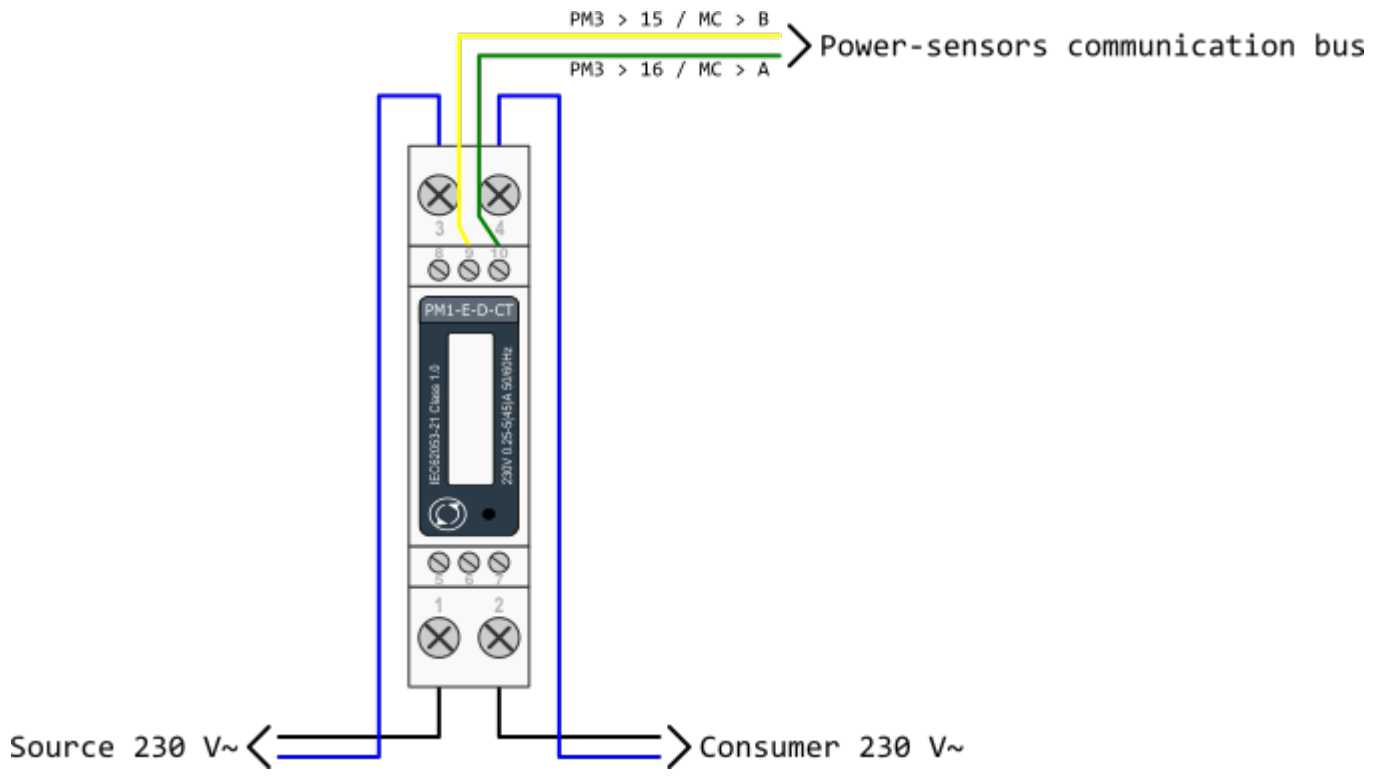 PM3 > 15 / MC > B
Power-sensors communication bus
PM3 > 16 / MC > A
3 4
8 9 10
PM1-E-D-CT
IEC62053-21 Class 1.0
230V 0.25-5(45)A 50/60Hz
5 6 7
1 2
Source 230 V~
Consumer 230 V~